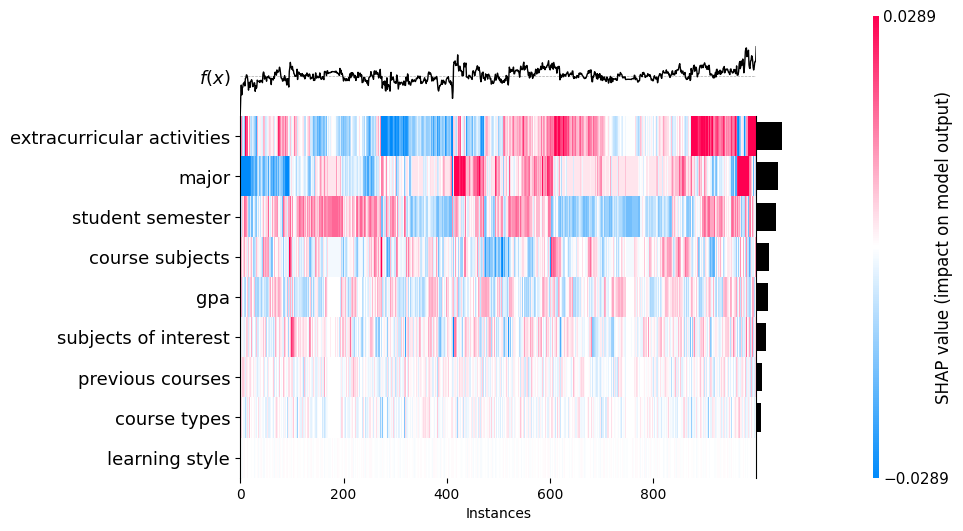 0.0289
f(x)
extracurricular activities
major
student semester
course subjects
gpa
subjects of interest
previous courses
course types
learning style
0 200 400 600 800
Instances
SHAP value (impact on model output)
−0.0289